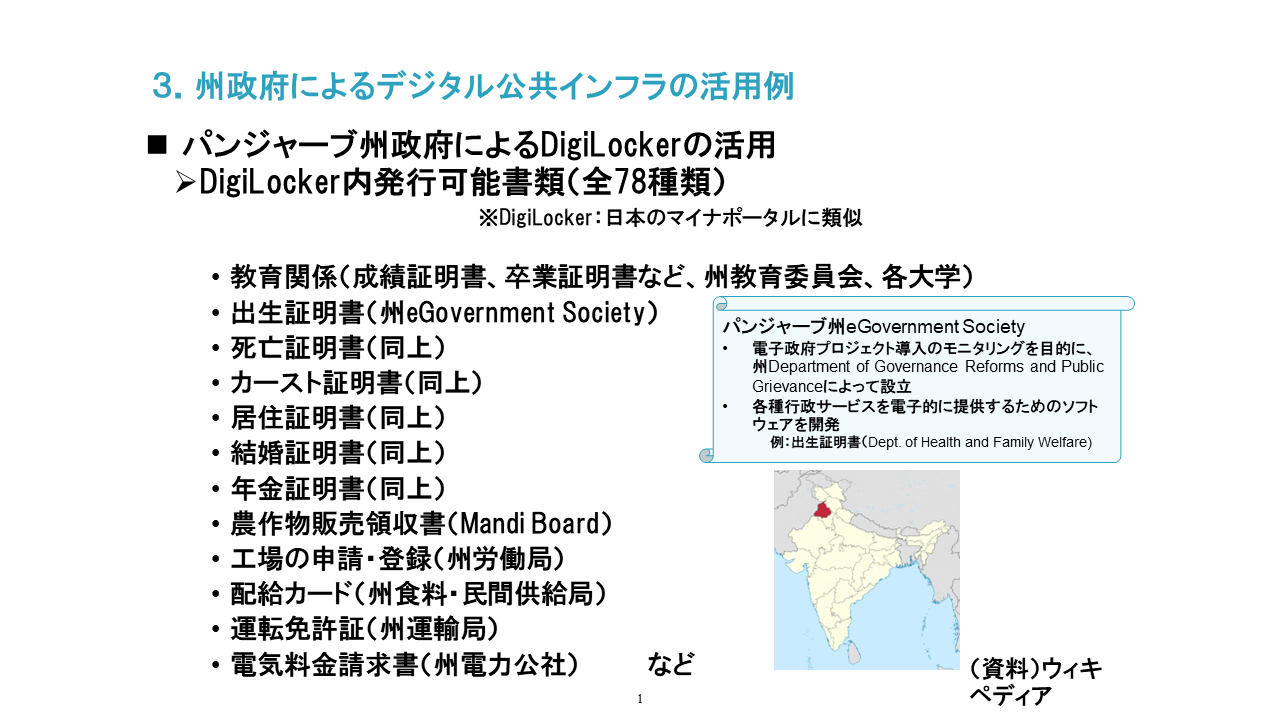 ３．州政府によるデジタル公共インフラの活用例
■ パンジャーブ州政府によるDigiLockerの活用
➢DigiLocker内発行可能書類（全78種類）
※DigiLocker：日本のマイナポータルに類似
• 教育関係（成績証明書、卒業証明書など、州教育委員会、各大学）
• 出生証明書（州eGovernment Society）
• 死亡証明書（同上）
• カースト証明書（同上）
• 居住証明書（同上）
• 結婚証明書（同上）
• 年金証明書（同上）
• 農作物販売領収書（Mandi Board）
• 工場の申請・登録（州労働局）
• 配給カード（州食料・民間供給局）
• 運転免許証（州運輸局）
• 電気料金請求書（州電力公社）　　など
パンジャーブ州eGovernment Society
• 電子政府プロジェクト導入のモニタリングを目的に、
州Department of Governance Reforms and Public
Grievanceによって設立
• 各種行政サービスを電子的に提供するためのソフト
ウェアを開発
例：出生証明書（Dept. of Health and Family Welfare)
（資料）ウィキ
ペディア
1